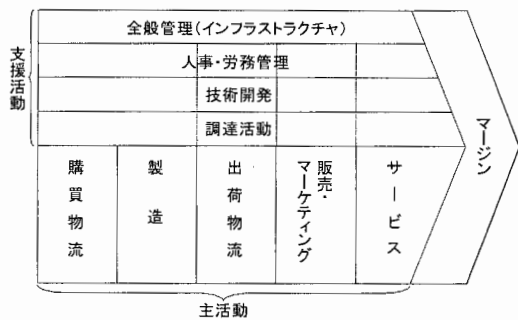 支援活動
全般管理(インフラストラクチャ)
人事・労務管理
技術開発
調達活動
購買物流
製造
出荷物流
販売・
マーケティング
サービス
マージン
主活動